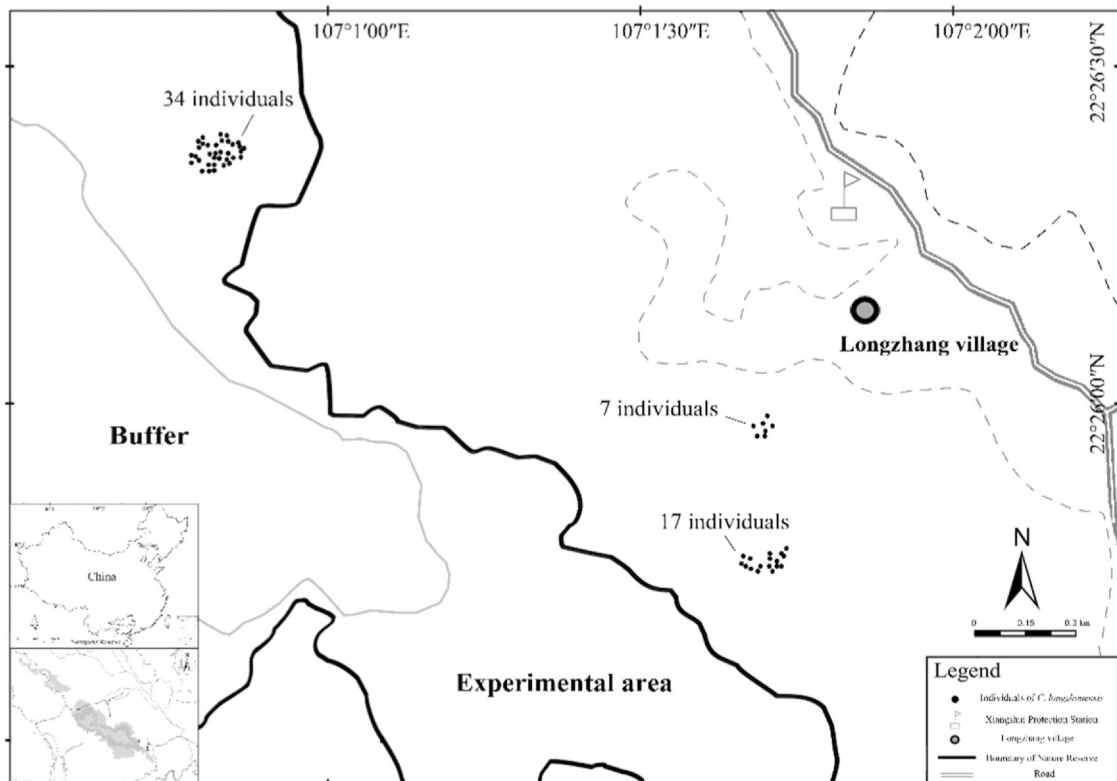 107°1′00″E
107°1′30″E
107°2′00″E
22°26′30″N
34 individuals
Longzhang village
22°26′00″N
7 individuals
Buffer
17 individuals
N
China
0 0.15 0.3 km
Experimental area
Legend
Individuals of C. longzhouensis
Xiangshui Protection Station
Longzhang village
Boundary of Nature Reserve
Road